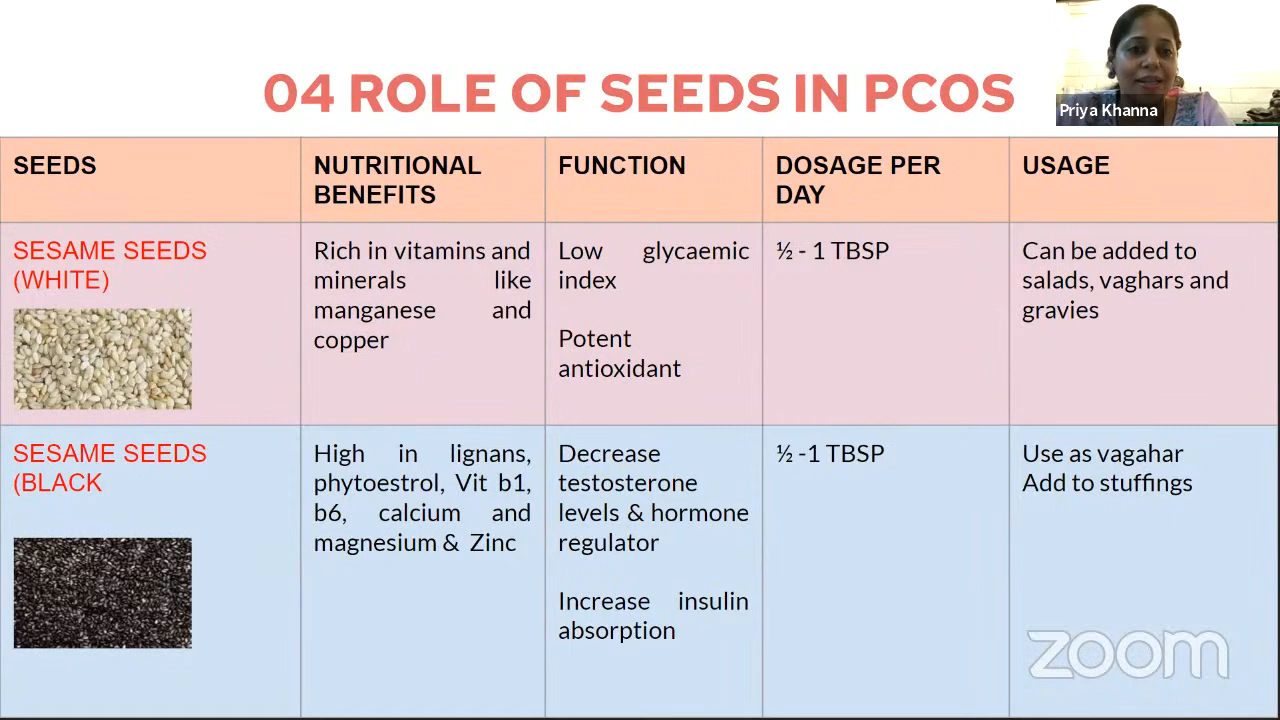 04 ROLE OF SEEDS IN PCOS
Priya Khanna
SEEDS
NUTRITIONAL
BENEFITS
FUNCTION
DOSAGE PER
DAY
USAGE
SESAME SEEDS
(WHITE)
Rich in vitamins and
minerals like
manganese and
copper
Low glycaemic
index
Potent
antioxidant
½ - 1 TBSP
Can be added to
salads, vaghars and
gravies
SESAME SEEDS
(BLACK
High in lignans,
phytoestrol, Vit b1,
b6, calcium and
magnesium & Zinc
Decrease
testosterone
levels & hormone
regulator
Increase insulin
absorption
½ -1 TBSP
Use as vagahar
Add to stuffings
zoom